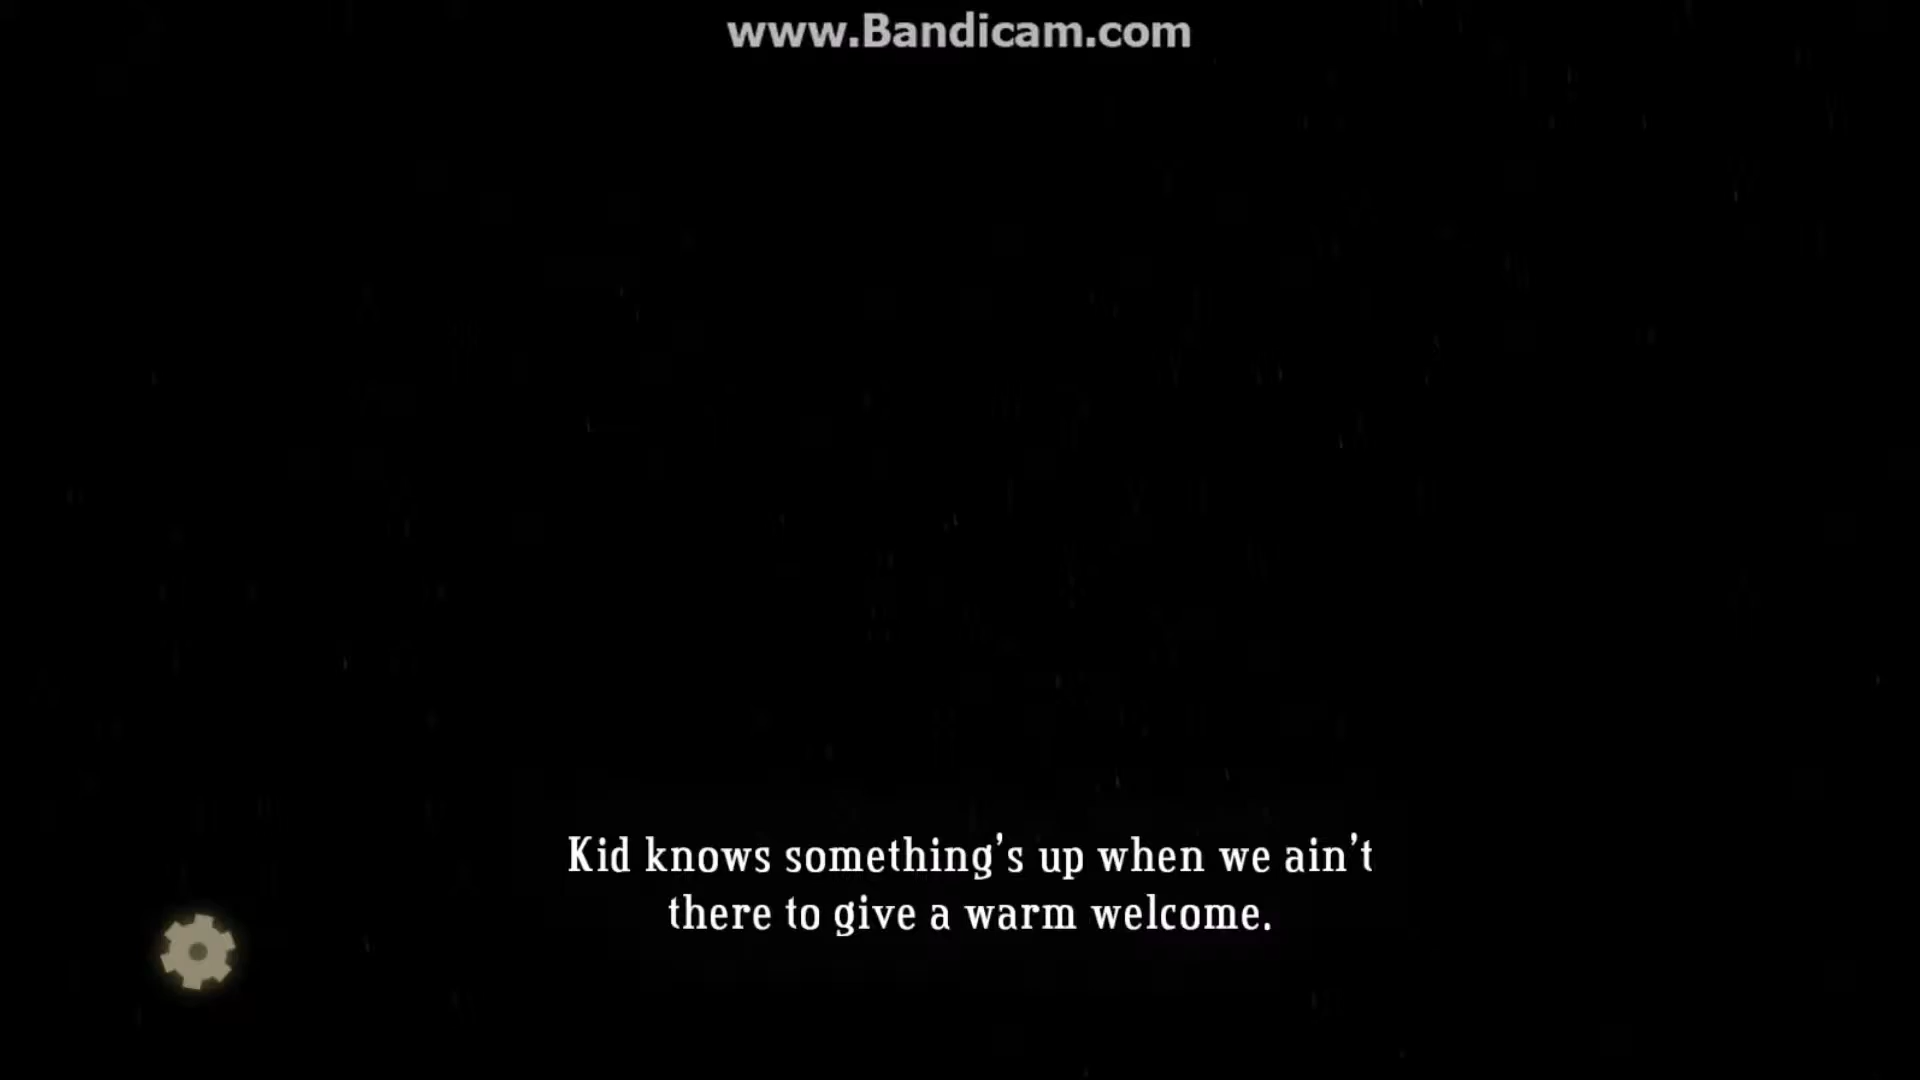 www.Bandicam.com
Kid knows something's up when we ain't
there to give a warm welcome.